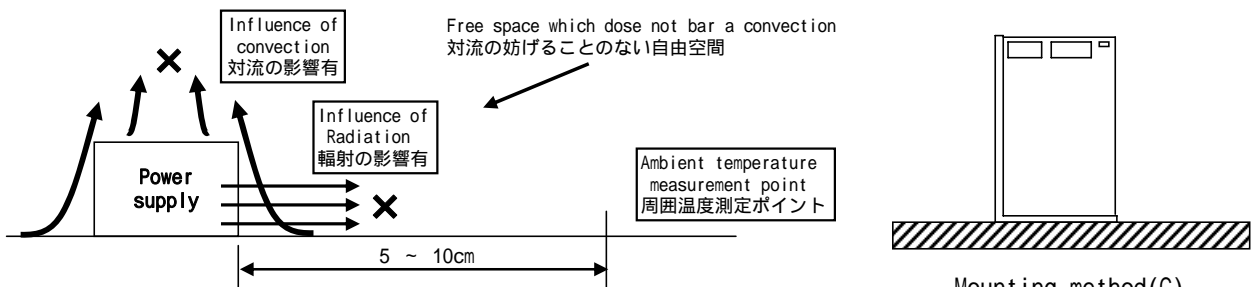 Influence of
convection
対流の影響有
Free space which dose not bar a convection
対流の妨げることのない自由空間
Influence of
Radiation
輻射の影響有
Power
supply
Ambient temperature
measurement point
周囲温度測定ポイント
5 ~ 10cm
Mounting method(C)